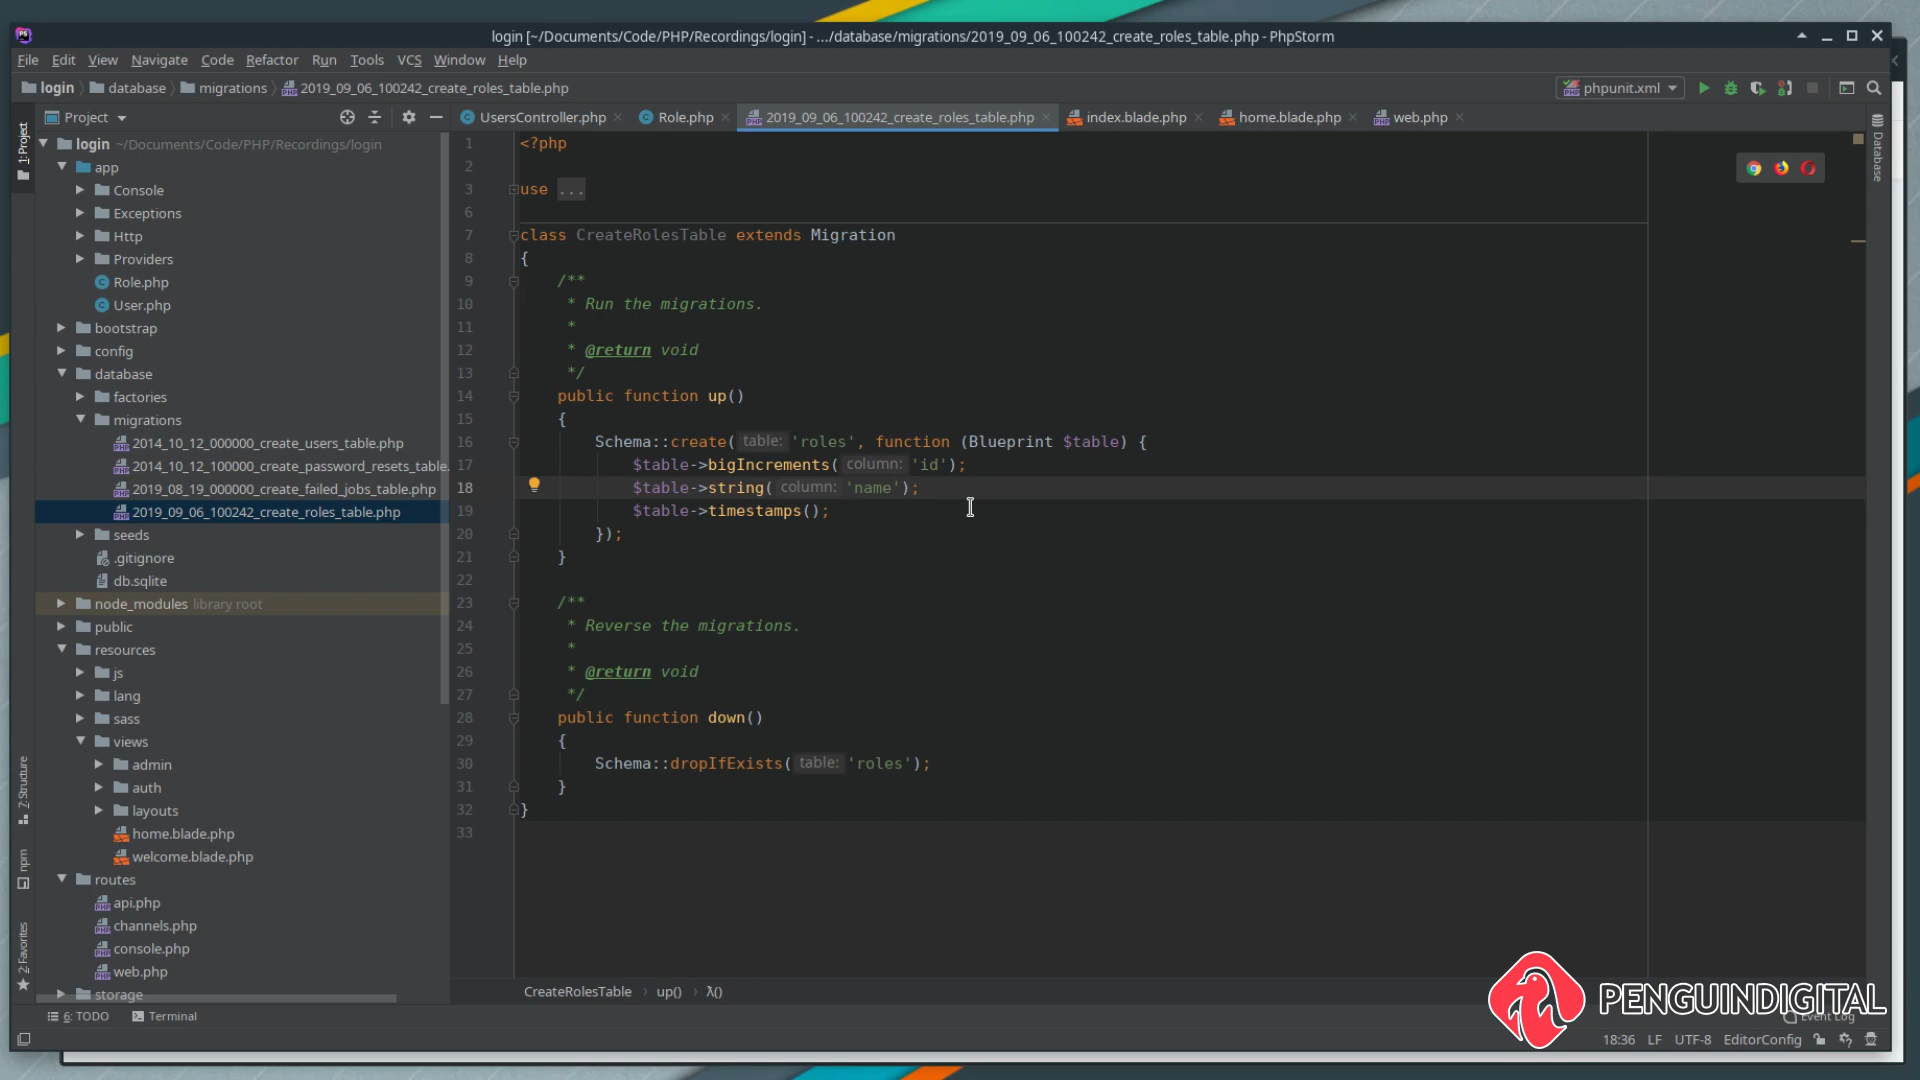 login [~/Documents/Code/PHP/Recordings/login] - .../database/migrations/2019_09_06_100242_create_roles_table.php - PhpStorm
File Edit View Navigate Code Refactor Run Tools VCS Window Help
login database migrations 2019_09_06_100242_create_roles_table.php
phpunit.xml
Project
UsersController.php Role.php 2019_09_06_100242_create_roles_table.php index.blade.php home.blade.php web.php
1: Project
7: Structure
npm
2: Favorites
Database
login ~/Documents/Code/PHP/Recordings/login
app
Console
Exceptions
Http
Providers
Role.php
User.php
bootstrap
config
database
factories
migrations
2014_10_12_000000_create_users_table.php
2014_10_12_100000_create_password_resets_table.
2019_08_19_000000_create_failed_jobs_table.php
2019_09_06_100242_create_roles_table.php
seeds
.gitignore
db.sqlite
node_modules library root
public
resources
js
lang
sass
views
admin
auth
layouts
home.blade.php
welcome.blade.php
routes
api.php
channels.php
console.php
web.php
storage
1 <?php
2
3 use ...
6
7 class CreateRolesTable extends Migration
8 {
9 /**
10 * Run the migrations.
11 *
12 * @return void
13 */
14 public function up()
15 {
16 Schema::create( table: 'roles', function (Blueprint $table) {
17 $table->bigIncrements( column: 'id');
18 $table->string( column: 'name');
19 $table->timestamps();
20 });
21 }
22
23 /**
24 * Reverse the migrations.
25 *
26 * @return void
27 */
28 public function down()
29 {
30 Schema::dropIfExists( table: 'roles');
31 }
32 }
33
CreateRolesTable › up() › λ()
PENGUINDIGITAL
6: TODO Terminal Event Log
18:36 LF UTF-8 EditorConfig